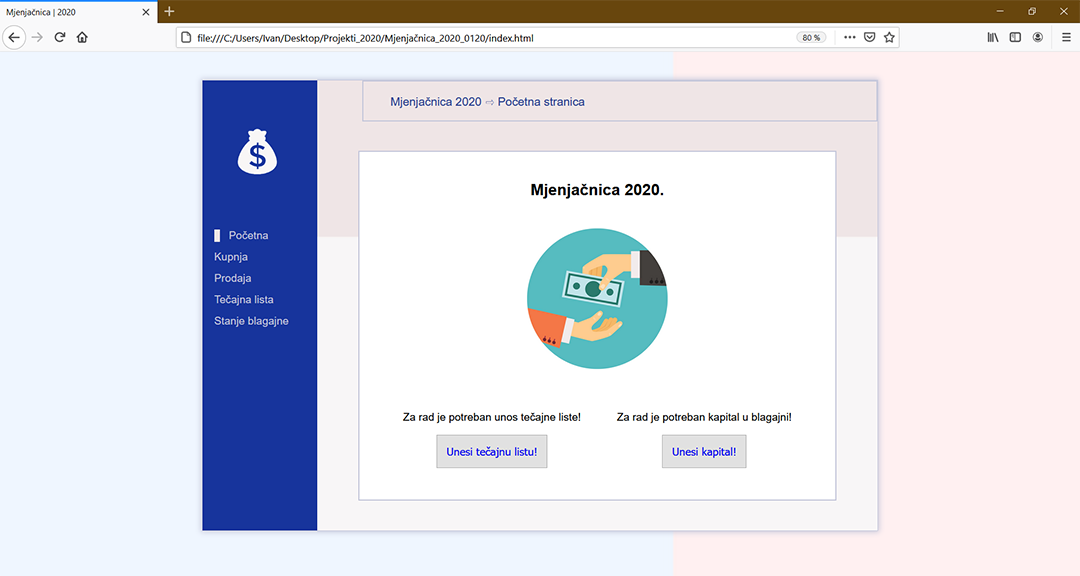 Mjenjačnica | 2020
file:///C:/Users/Ivan/Desktop/Projekti_2020/Mjenjačnica_2020_0120/index.html
80 %
Mjenjačnica 2020 ⇨ Početna stranica
$
Početna
Kupnja
Prodaja
Tečajna lista
Stanje blagajne
Mjenjačnica 2020.
Za rad je potreban unos tečajne liste!
Unesi tečajnu listu!
Za rad je potreban kapital u blagajni!
Unesi kapital!